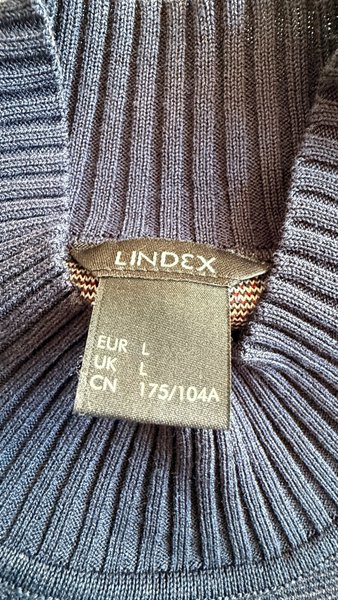 LINDEX
EUR L
UK L
CN 175/104A